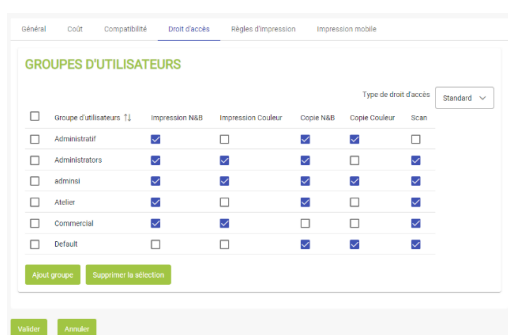 Général Coût Compatibilité Droit d'accès Règles d'impression Impression mobile
GROUPES D'UTILISATEURS
Type de droit d'accès Standard
Groupe d'utilisateurs Impression N&B Impression Couleur Copie N&B Copie Couleur Scan
Administratif
Administrators
adminsi
Atelier
Commercial
Default
Ajout groupe Supprimer la sélection
Valider Annuler